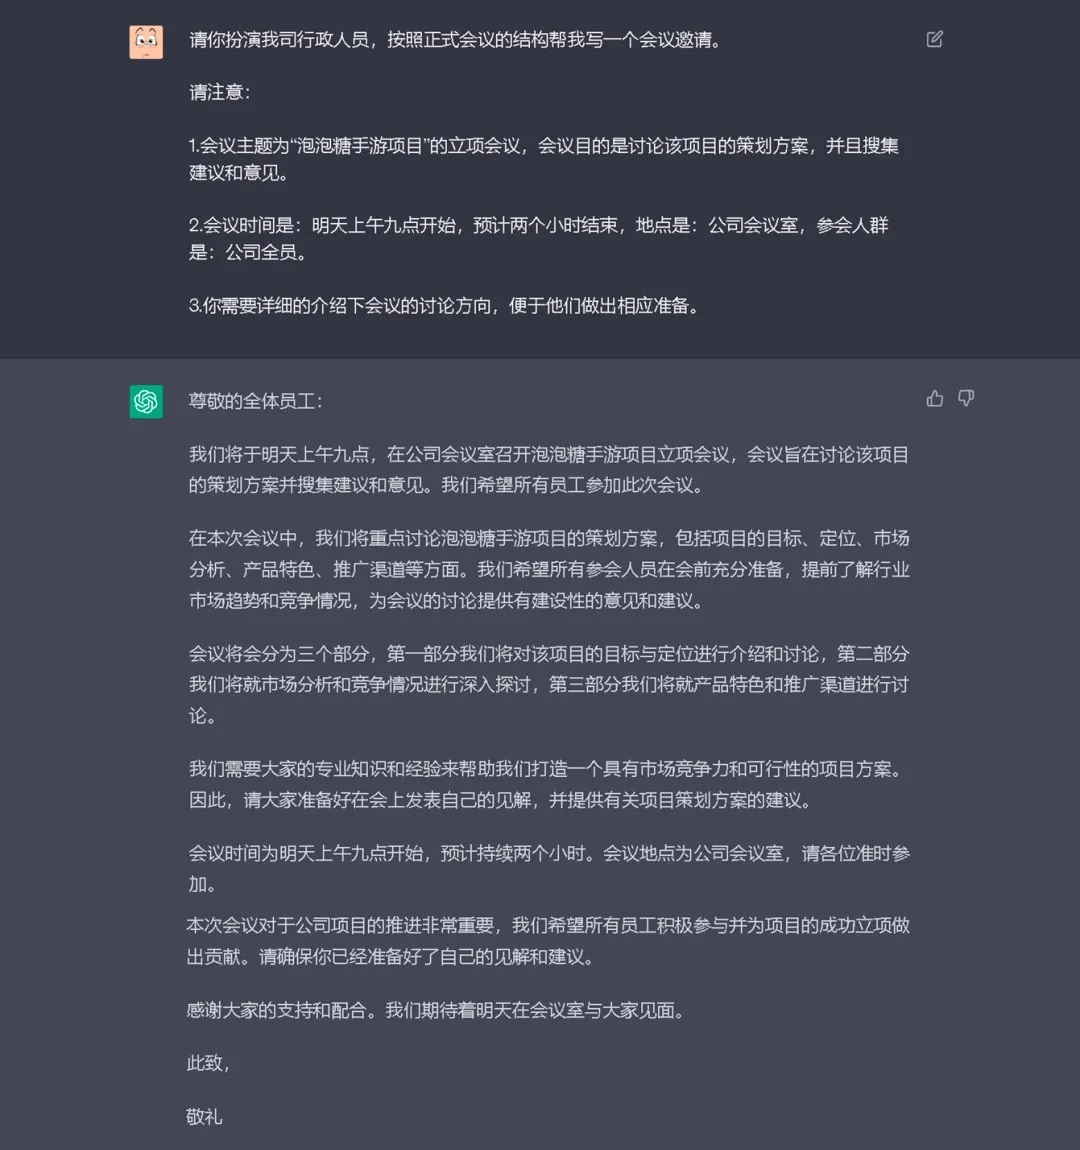 请你扮演我司行政人员，按照正式会议的结构帮我写一个会议邀请。
请注意：
1.会议主题为“泡泡糖手游项目”的立项会议，会议目的是讨论该项目的策划方案，并且搜集
建议和意见。
2.会议时间是：明天上午九点开始，预计两个小时结束，地点是：公司会议室，参会人群
是：公司全员。
3.你需要详细的介绍下会议的讨论方向，便于他们做出相应准备。
尊敬的全体员工：
我们将于明天上午九点，在公司会议室召开泡泡糖手游项目立项会议，会议旨在讨论该项目
的策划方案并搜集建议和意见。我们希望所有员工参加此次会议。
在本次会议中，我们将重点讨论泡泡糖手游项目的策划方案，包括项目的目标、定位、市场
分析、产品特色、推广渠道等方面。我们希望所有参会人员在会前充分准备，提前了解行业
市场趋势和竞争情况，为会议的讨论提供有建设性的意见和建议。
会议将会分为三个部分，第一部分我们将对该项目的目标与定位进行介绍和讨论，第二部分
我们将就市场分析和竞争情况进行深入探讨，第三部分我们将就产品特色和推广渠道进行讨
论。
我们需要大家的专业知识和经验来帮助我们打造一个具有市场竞争力和可行性的项目方案。
因此，请大家准备好在会上发表自己的见解，并提供有关项目策划方案的建议。
会议时间为明天上午九点开始，预计持续两个小时。会议地点为公司会议室，请各位准时参
加。
本次会议对于公司项目的推进非常重要，我们希望所有员工积极参与并为项目的成功立项做
出贡献。请确保你已经准备好了自己的见解和建议。
感谢大家的支持和配合。我们期待着明天在会议室与大家见面。
此致，
敬礼